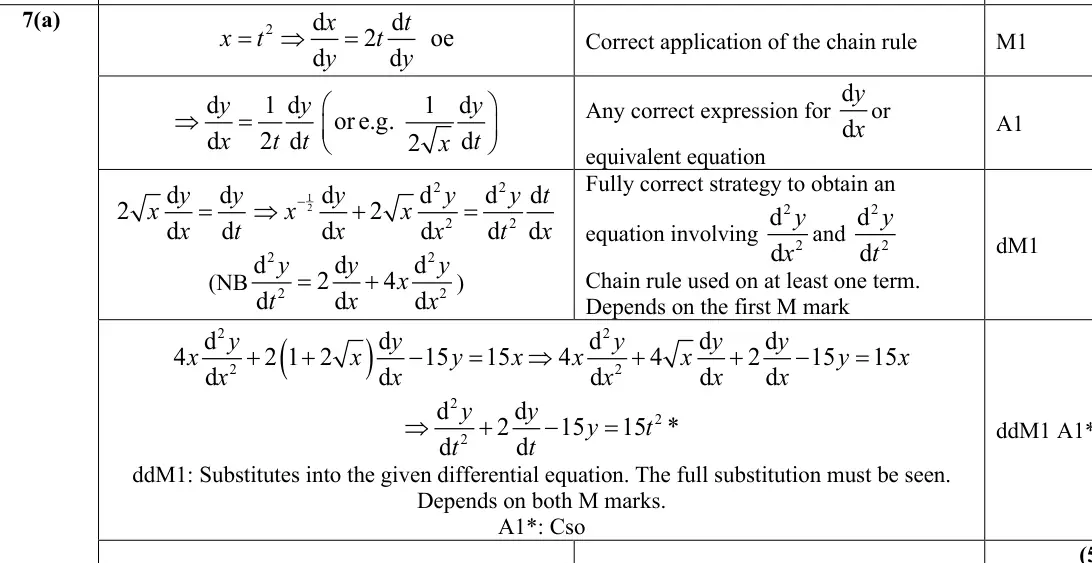 7(a)
x = t² ⇒ dx/dy = 2t dt/dy oe
Correct application of the chain rule
M1
⇒ dy/dx = 1/(2t) dy/dt (or e.g. 1/(2√x) dy/dt)
Any correct expression for dy/dx or
equivalent equation
A1
2√x dy/dx = dy/dt ⇒ x^(-1/2) dy/dx + 2√x d²y/dx² = d²y/dt² dt/dx
(NB d²y/dt² = 2 dy/dx + 4x d²y/dx²)
Fully correct strategy to obtain an
equation involving d²y/dx² and d²y/dt²
Chain rule used on at least one term.
Depends on the first M mark
dM1
4x d²y/dx² + 2(1 + 2√x) dy/dx − 15y = 15x ⇒ 4x d²y/dx² + 4√x dy/dx + 2 dy/dx − 15y = 15x
⇒ d²y/dt² + 2 dy/dt − 15y = 15t² *
ddM1: Substitutes into the given differential equation. The full substitution must be seen.
Depends on both M marks.
A1*: Cso
ddM1 A1*
(5